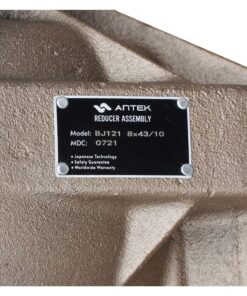 ANTEK
REDUCER ASSEMBLY
Model: BJ121 8x43/10
MDC: 0721
• Japanese Technology
• Safety Guarantee
• Worldwide Warranty